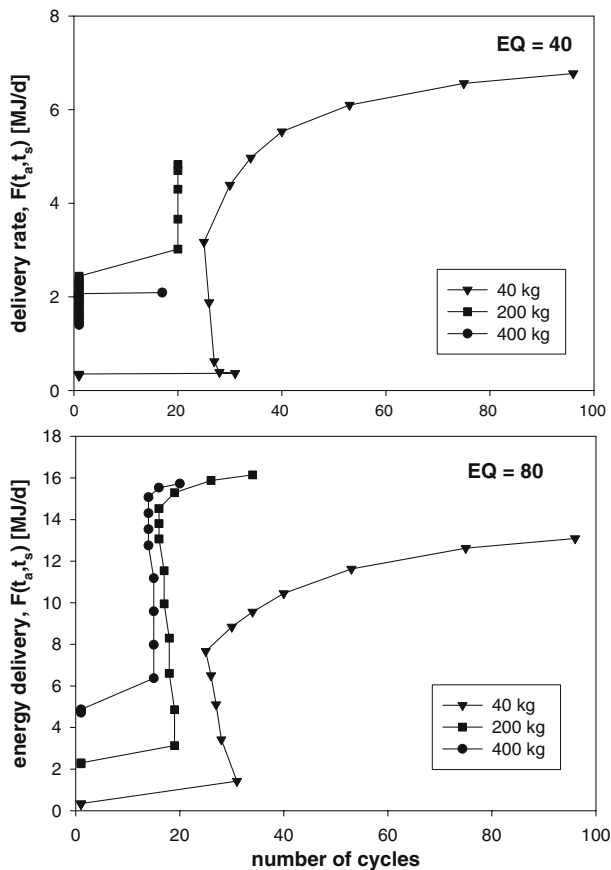 8
EQ = 40
6
4
2
0
delivery rate, F(tₐ,tₛ) [MJ/d]
40 kg
200 kg
400 kg
0 20 40 60 80 100
18
16
14
12
10
8
6
4
2
0
EQ = 80
energy delivery, F(tₐ,tₛ) [MJ/d]
40 kg
200 kg
400 kg
0 20 40 60 80 100
number of cycles